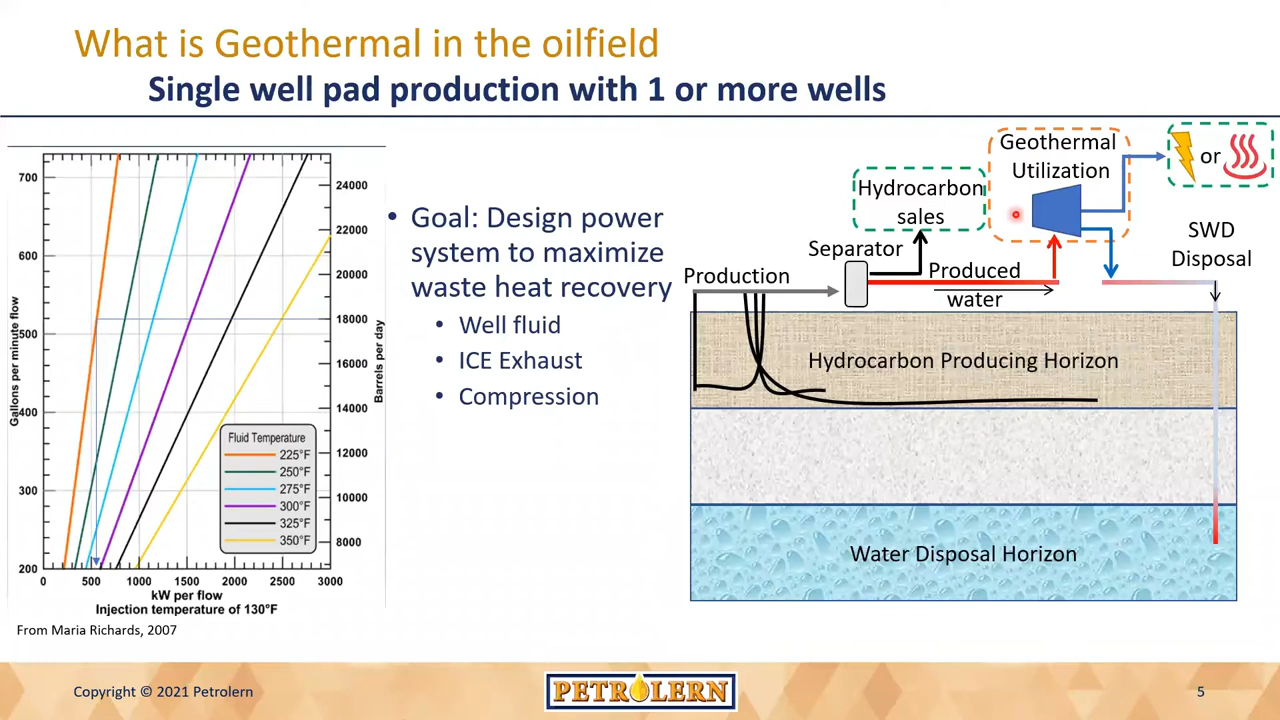 What is Geothermal in the oilfield
Single well pad production with 1 or more wells
700
600
500
400
300
200
Gallons per minute flow
24000
22000
20000
18000
16000
14000
12000
10000
8000
Barrels per day
Fluid Temperature
225°F
250°F
275°F
300°F
325°F
350°F
0 500 1000 1500 2000 2500 3000
kW per flow
Injection temperature of 130°F
From Maria Richards, 2007
• Goal: Design power
system to maximize
waste heat recovery
• Well fluid
• ICE Exhaust
• Compression
Geothermal
Utilization
or
Hydrocarbon
sales
Separator
SWD
Disposal
Production
Produced
water
Hydrocarbon Producing Horizon
Water Disposal Horizon
Copyright © 2021 Petrolern
PETROLERN
5